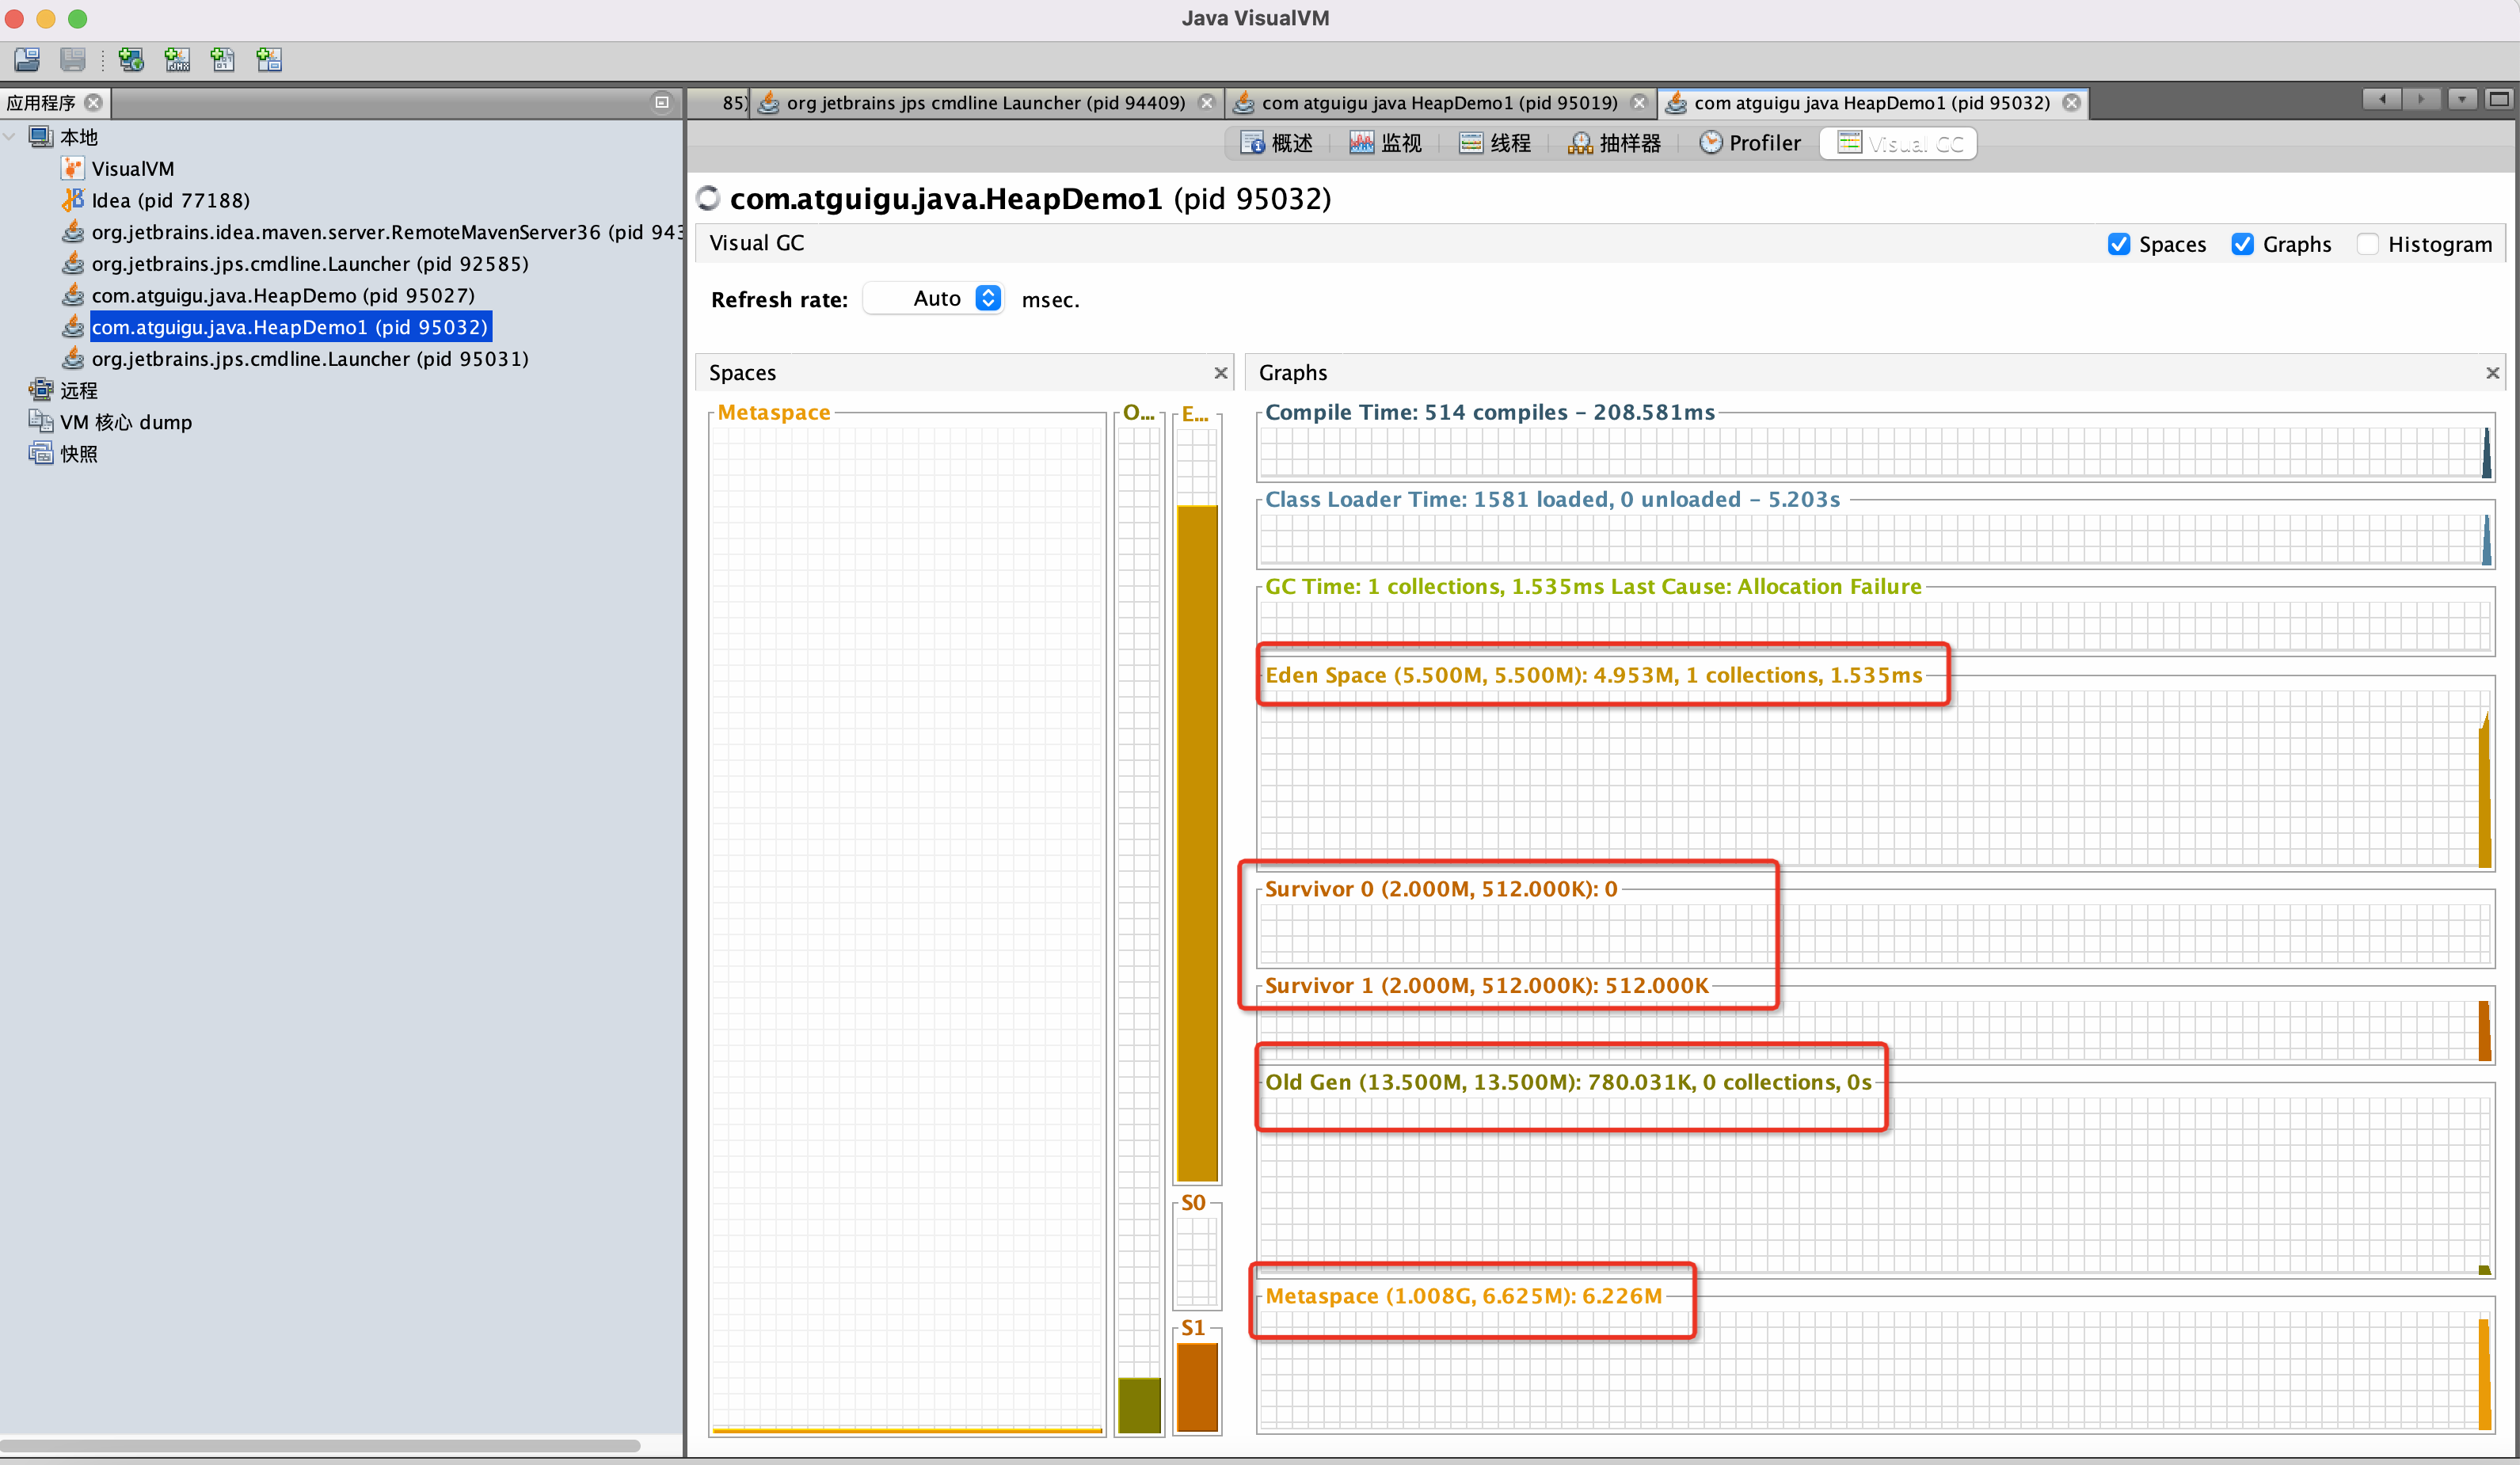 Java VisualVM
应用程序
85)
org jetbrains jps cmdline Launcher (pid 94409)
com atguigu java HeapDemo1 (pid 95019)
com atguigu java HeapDemo1 (pid 95032)
本地
VisualVM
Idea (pid 77188)
org.jetbrains.idea.maven.server.RemoteMavenServer36 (pid 943
org.jetbrains.jps.cmdline.Launcher (pid 92585)
com.atguigu.java.HeapDemo (pid 95027)
com.atguigu.java.HeapDemo1 (pid 95032)
org.jetbrains.jps.cmdline.Launcher (pid 95031)
远程
VM 核心 dump
快照
概述
监视
线程
抽样器
Profiler
Visual GC
com.atguigu.java.HeapDemo1 (pid 95032)
Visual GC
Spaces
Graphs
Histogram
Refresh rate: Auto msec.
Spaces
Metaspace
O...
E...
S0
S1
Graphs
Compile Time: 514 compiles - 208.581ms
Class Loader Time: 1581 loaded, 0 unloaded - 5.203s
GC Time: 1 collections, 1.535ms Last Cause: Allocation Failure
Eden Space (5.500M, 5.500M): 4.953M, 1 collections, 1.535ms
Survivor 0 (2.000M, 512.000K): 0
Survivor 1 (2.000M, 512.000K): 512.000K
Old Gen (13.500M, 13.500M): 780.031K, 0 collections, 0s
Metaspace (1.008G, 6.625M): 6.226M